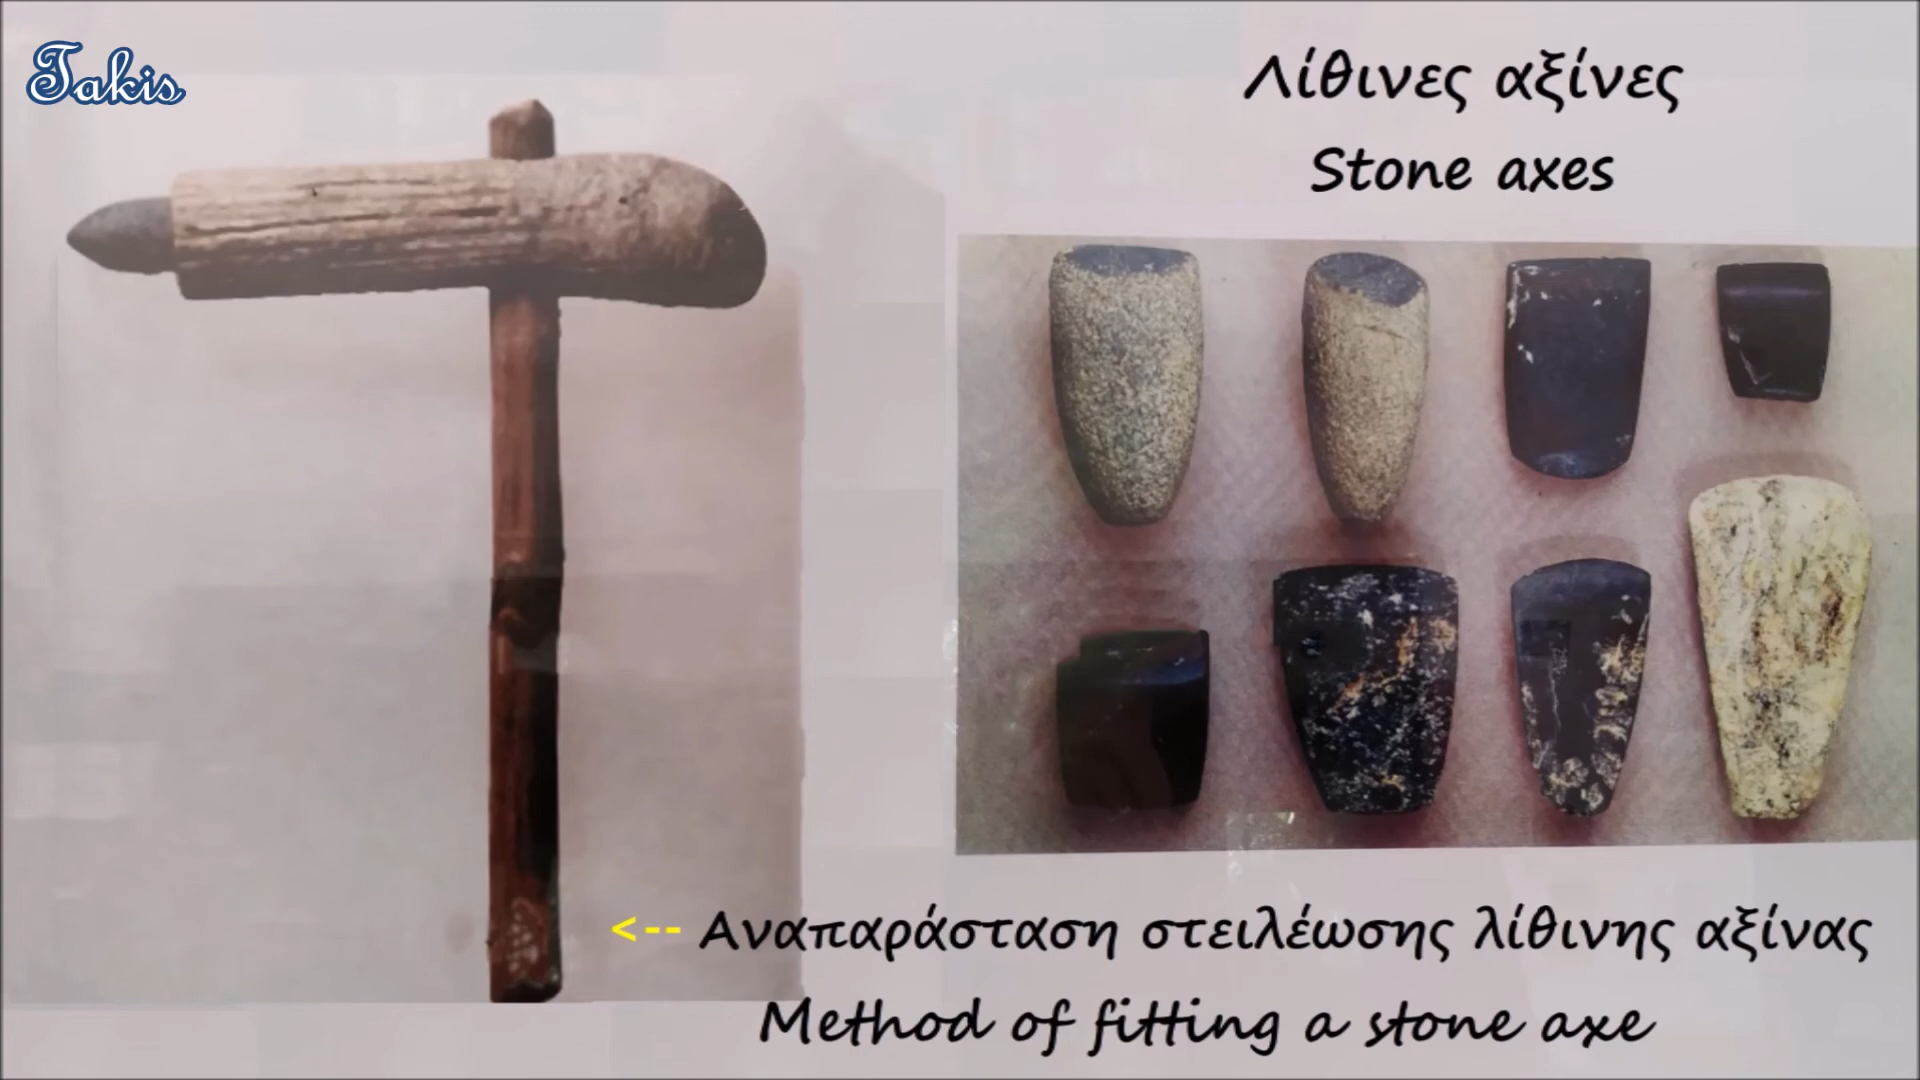 Takis
Λίθινες αξίνες
Stone axes
<-- Αναπαράσταση στειλέωσης λίθινης αξίνας
Method of fitting a stone axe